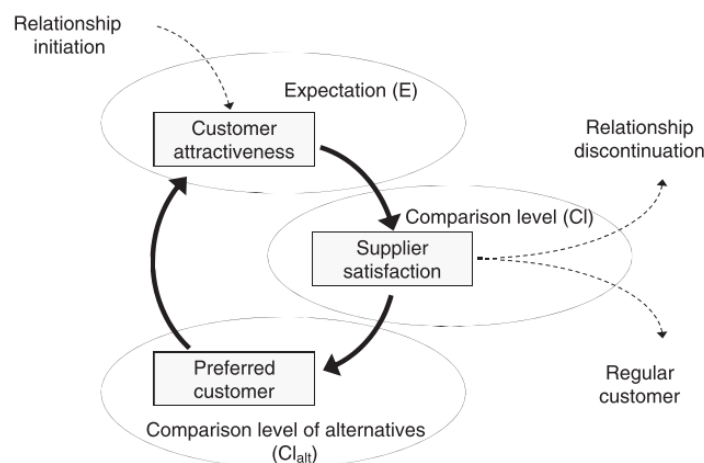 Relationship
initiation
Expectation (E)
Customer
attractiveness
Relationship
discontinuation
Comparison level (Cl)
Supplier
satisfaction
Preferred
customer
Regular
customer
Comparison level of alternatives
(Cl_alt)